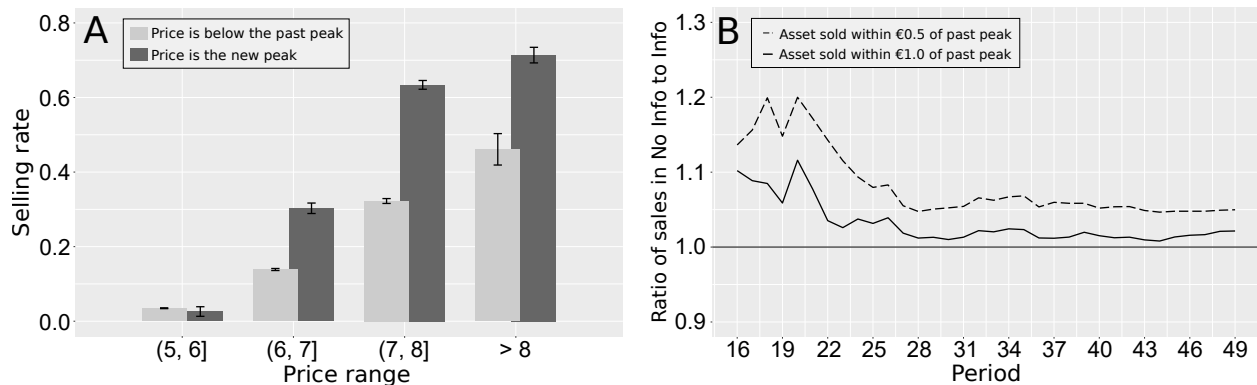 A
Price is below the past peak
Price is the new peak
Selling rate
0.8
0.6
0.4
0.2
0.0
(5, 6] (6, 7] (7, 8] > 8
Price range
B
Asset sold within €0.5 of past peak
Asset sold within €1.0 of past peak
Ratio of sales in No Info to Info
1.3
1.2
1.1
1.0
0.9
16 19 22 25 28 31 34 37 40 43 46 49
Period